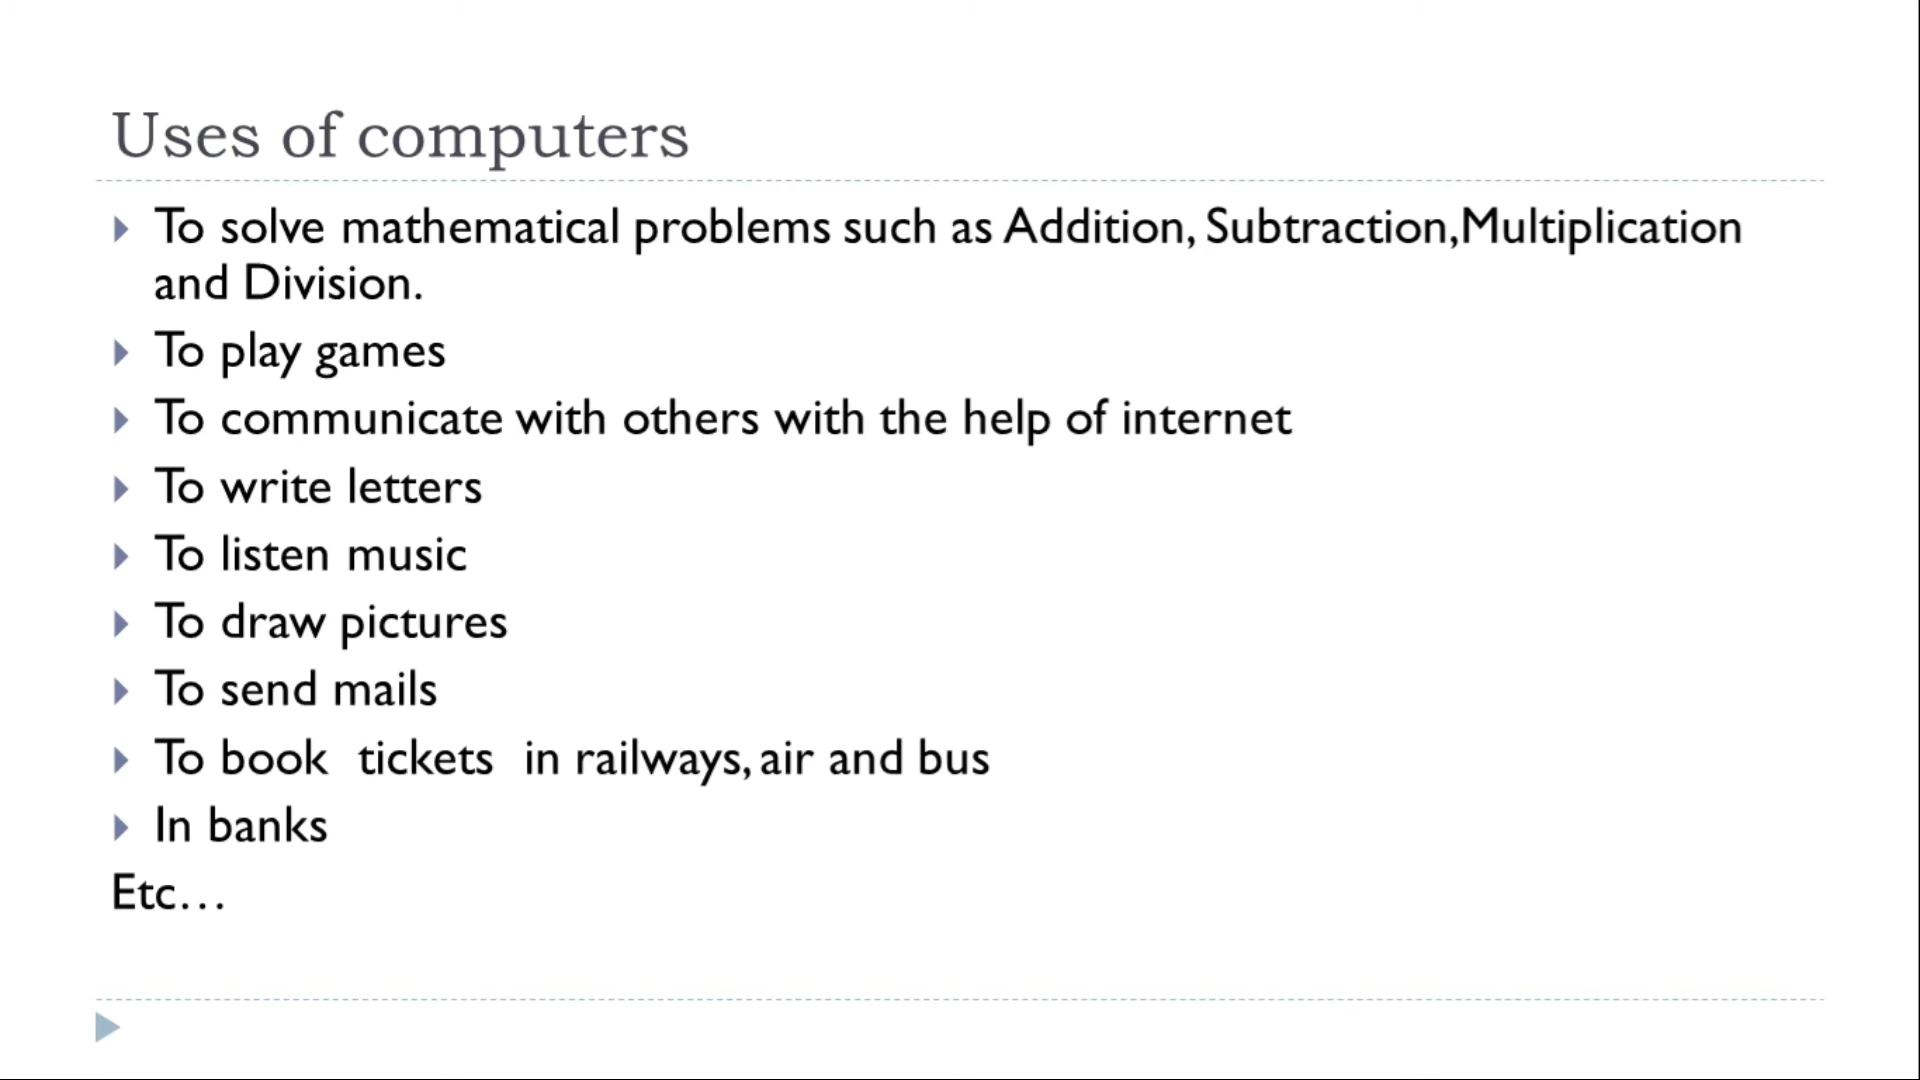 Uses of computers
To solve mathematical problems such as Addition, Subtraction,Multiplication
and Division.
To play games
To communicate with others with the help of internet
To write letters
To listen music
To draw pictures
To send mails
To book tickets in railways, air and bus
In banks
Etc…